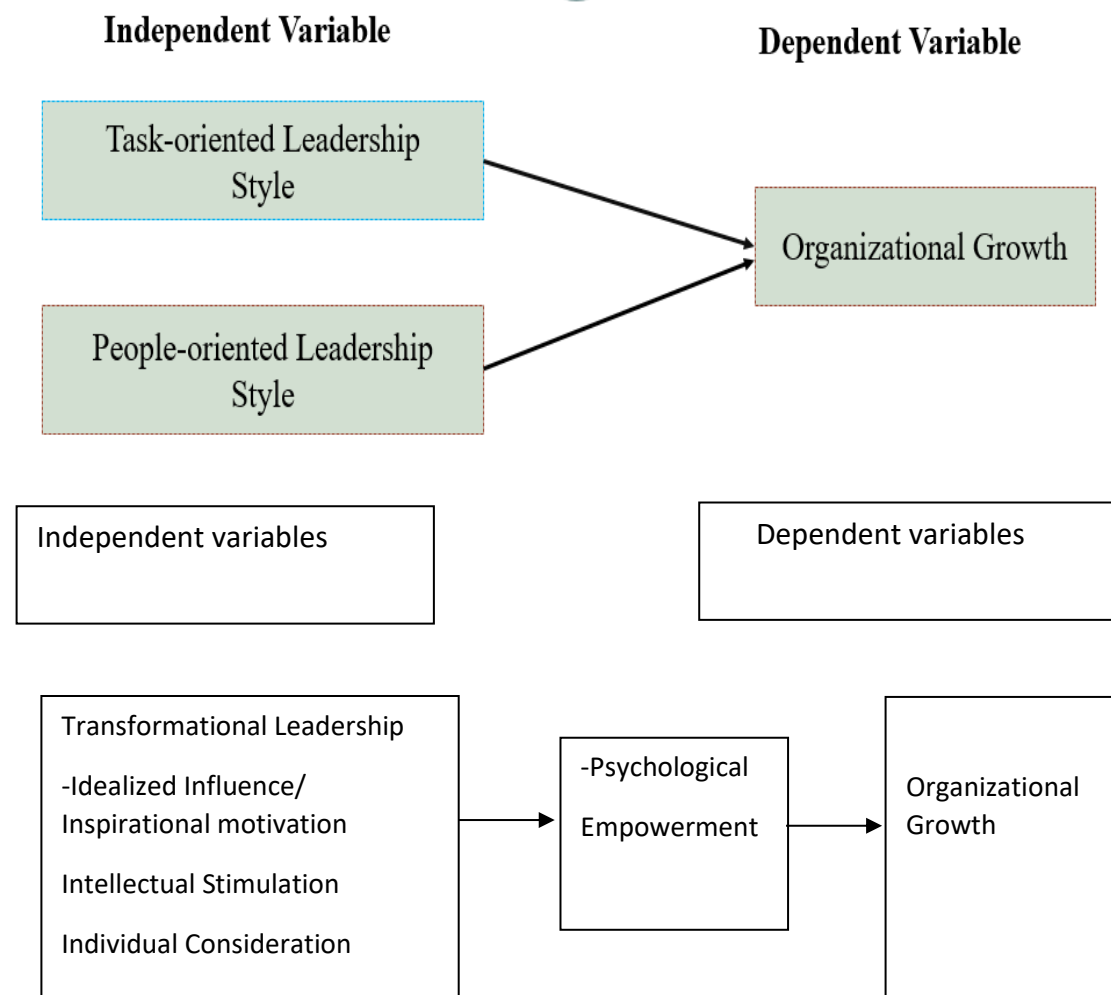 Independent Variable
Dependent Variable
Task-oriented Leadership
Style
Organizational Growth
People-oriented Leadership
Style
Independent variables
Dependent variables
Transformational Leadership
-Idealized Influence/
Inspirational motivation
Intellectual Stimulation
Individual Consideration
-Psychological
Empowerment
Organizational
Growth